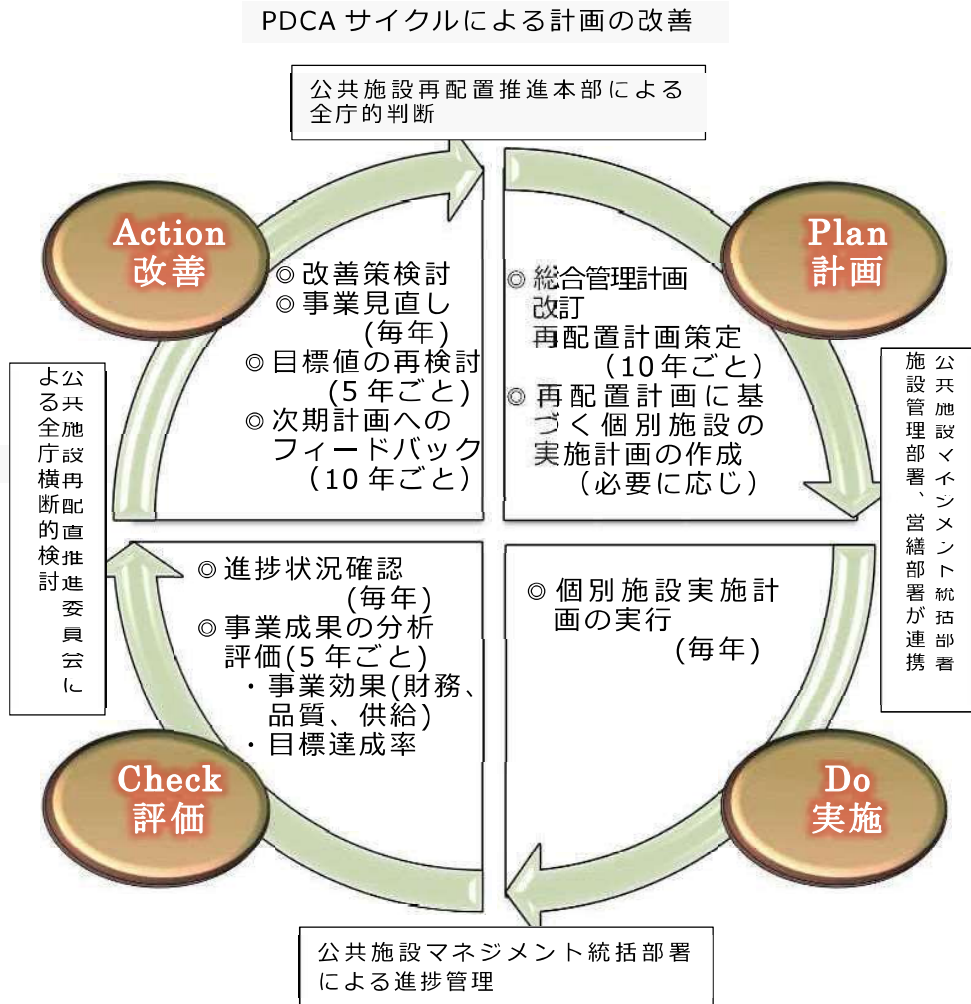 PDCA サイクルによる計画の改善
公共施設再配置推進本部による
全庁的判断
Action
改善
◎ 改善策検討
◎ 事業見直し
(毎年)
◎ 目標値の再検討
(5 年ごと)
◎ 次期計画への
フィードバック
(10 年ごと)
Plan
計画
◎ 総合管理計画
改訂
再配置計画策定
(10 年ごと)
◎ 再配置計画に基
づく個別施設の
実施計画の作成
(必要に応じ)
公共施設マネジメント統括部署
施設管理部署、営繕部署が連携
◎ 個別施設実施計
画の実行
(毎年)
Do
実施
公共施設マネジメント統括部署
による進捗管理
◎ 進捗状況確認
(毎年)
◎ 事業成果の分析
評価(5 年ごと)
・事業効果(財務、
品質、供給)
・目標達成率
Check
評価
公共施設再配置推進委員会に
よる全庁横断的検討